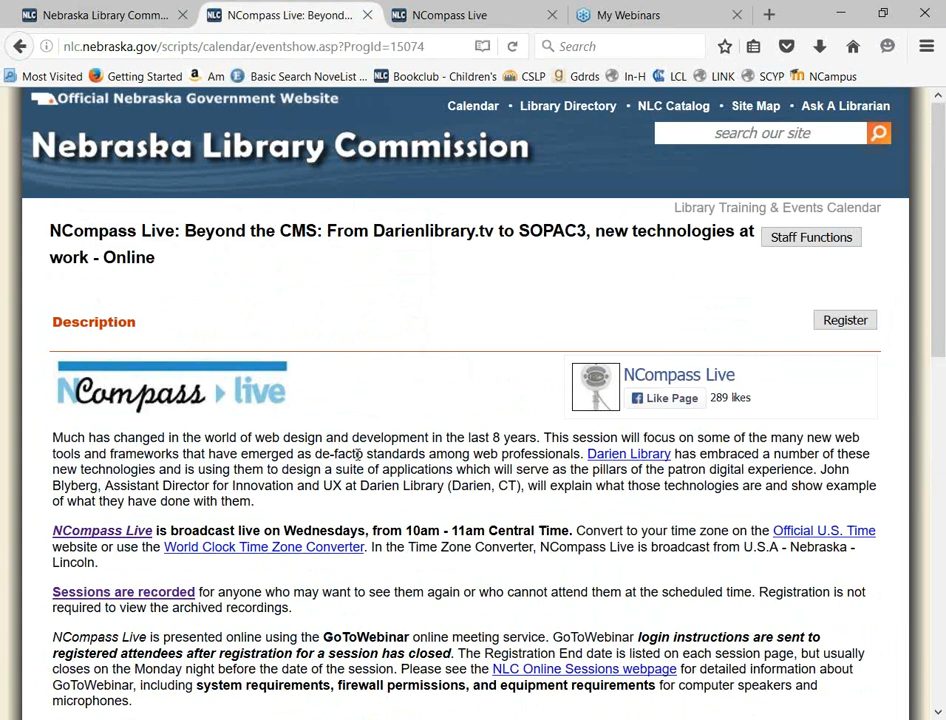 Nebraska Library Comm...
NCompass Live: Beyond...
NCompass Live
My Webinars
nlc.nebraska.gov/scripts/calendar/eventshow.asp?ProgId=15074
Search
Most Visited
Getting Started
Am
Basic Search NoveList ...
Bookclub - Children's
CSLP
Gdrds
In-H
LCL
LINK
SCYP
NCampus
Official Nebraska Government Website
Calendar • Library Directory • NLC Catalog • Site Map • Ask A Librarian
Nebraska Library Commission
search our site
Library Training & Events Calendar
NCompass Live: Beyond the CMS: From Darienlibrary.tv to SOPAC3, new technologies at
work - Online
Staff Functions
Description
Register
NCompass live
NCompass Live
Like Page 289 likes
Much has changed in the world of web design and development in the last 8 years. This session will focus on some of the many new web
tools and frameworks that have emerged as de-facto standards among web professionals. Darien Library has embraced a number of these
new technologies and is using them to design a suite of applications which will serve as the pillars of the patron digital experience. John
Blyberg, Assistant Director for Innovation and UX at Darien Library (Darien, CT), will explain what those technologies are and show example
of what they have done with them.
NCompass Live is broadcast live on Wednesdays, from 10am - 11am Central Time. Convert to your time zone on the Official U.S. Time
website or use the World Clock Time Zone Converter. In the Time Zone Converter, NCompass Live is broadcast from U.S.A - Nebraska -
Lincoln.
Sessions are recorded for anyone who may want to see them again or who cannot attend them at the scheduled time. Registration is not
required to view the archived recordings.
NCompass Live is presented online using the GoToWebinar online meeting service. GoToWebinar login instructions are sent to
registered attendees after registration for a session has closed. The Registration End date is listed on each session page, but usually
closes on the Monday night before the date of the session. Please see the NLC Online Sessions webpage for detailed information about
GoToWebinar, including system requirements, firewall permissions, and equipment requirements for computer speakers and
microphones.